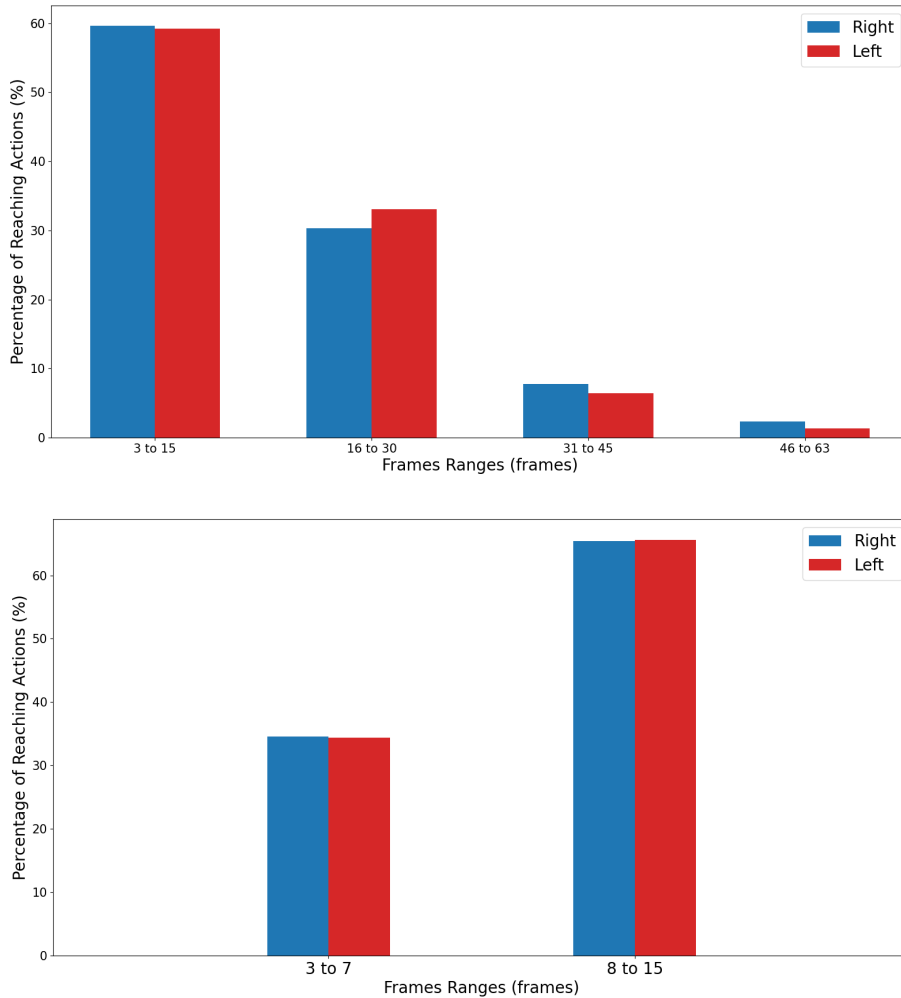 Percentage of Reaching Actions (%)
60
50
40
30
20
10
0
Right
Left
3 to 15
16 to 30
31 to 45
46 to 63
Frames Ranges (frames)
Percentage of Reaching Actions (%)
60
50
40
30
20
10
0
Right
Left
3 to 7
8 to 15
Frames Ranges (frames)